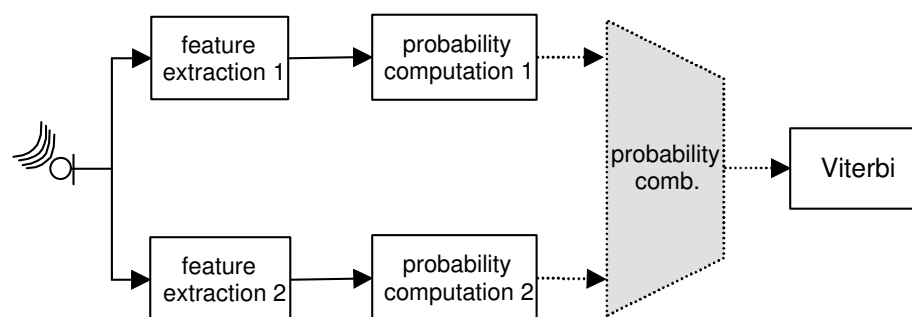 feature
extraction 1
probability
computation 1
probability
comb.
Viterbi
feature
extraction 2
probability
computation 2